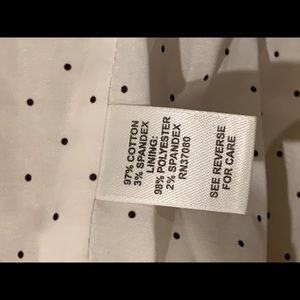 97% COTTON
3% SPANDEX
LINING:
98% POLYESTER
2% SPANDEX
RN37080
SEE REVERSE
FOR CARE